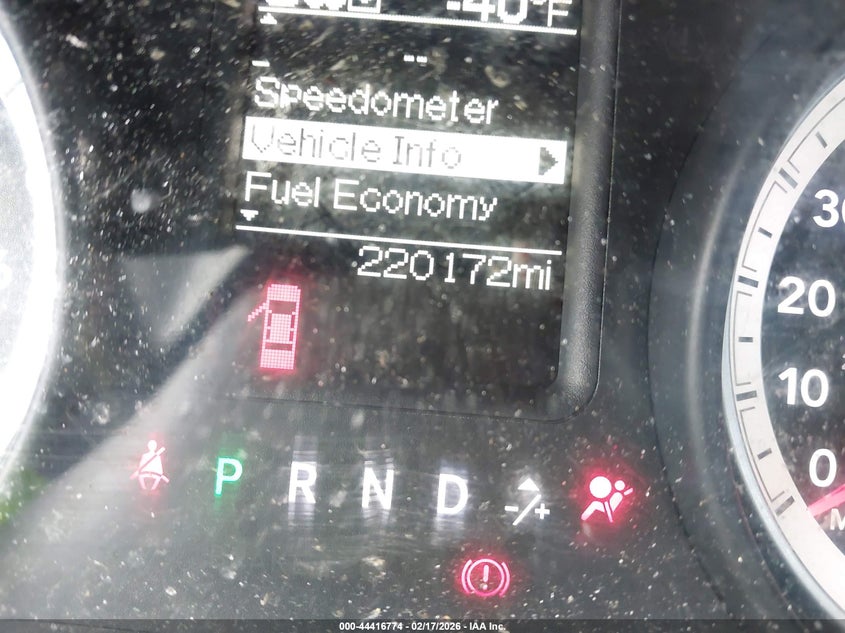 -40°F
--
Speedometer
Vehicle Info
Fuel Economy
220172mi
30
20
10
0
P R N D -/+
M
000-44416774 - 02/17/2026 - IAA Inc.